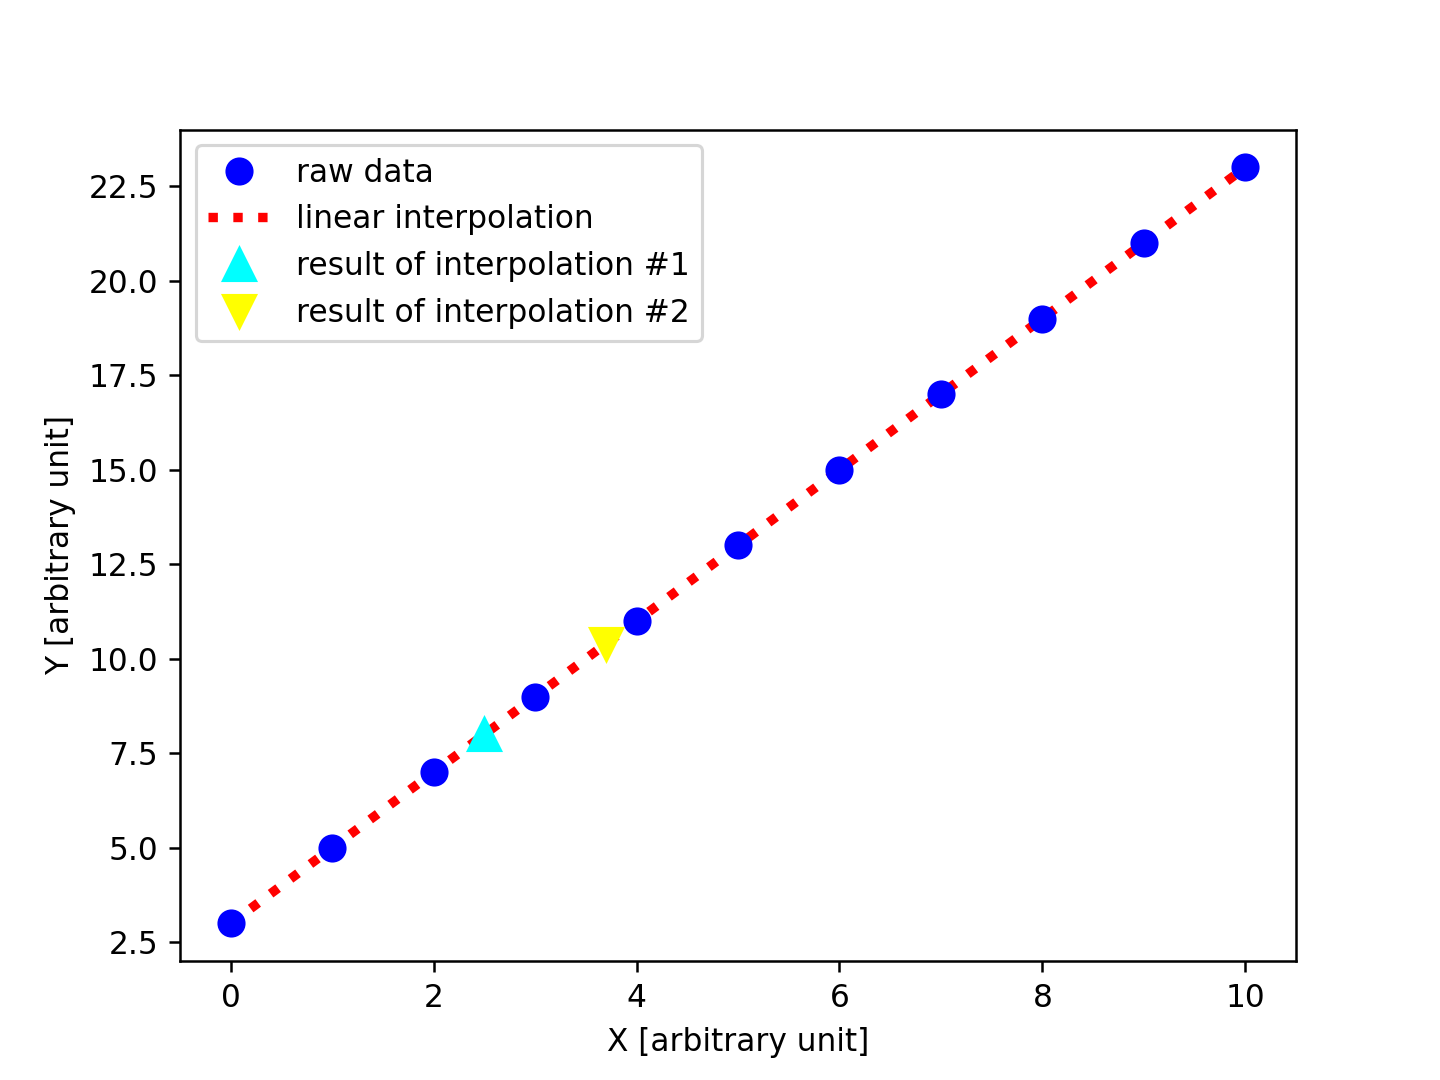 raw data
linear interpolation
result of interpolation #1
result of interpolation #2
22.5
20.0
17.5
15.0
12.5
10.0
7.5
5.0
2.5
Y [arbitrary unit]
0 2 4 6 8 10
X [arbitrary unit]